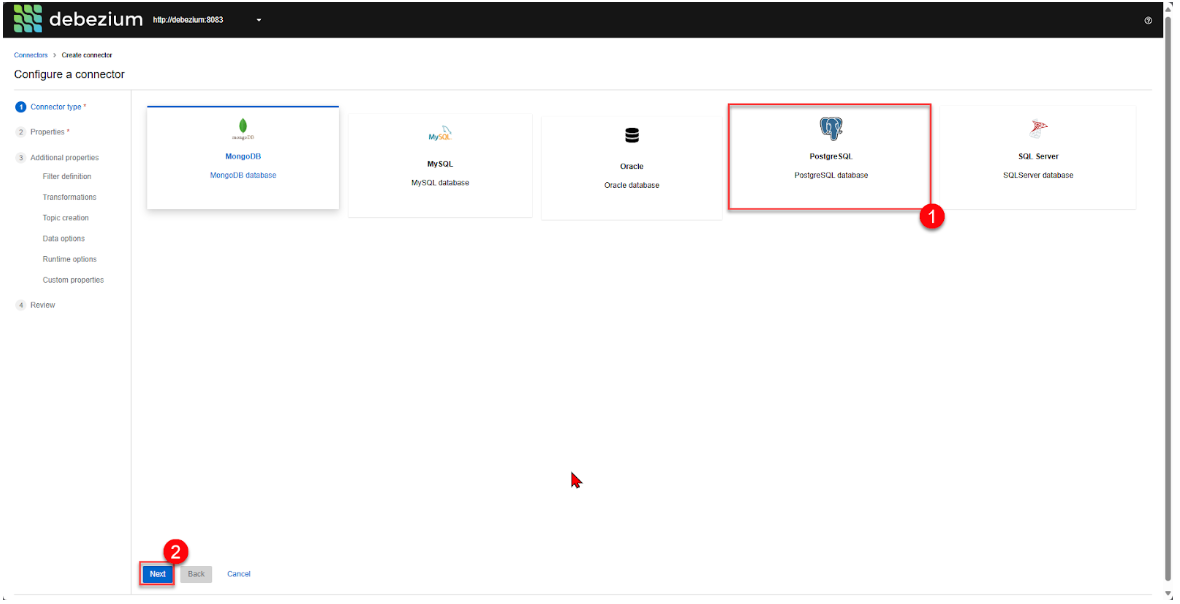 debezium http://debezium:8083
Connectors > Create connector
Configure a connector
1 Connector type *
2 Properties *
3 Additional properties
Filter definition
Transformations
Topic creation
Data options
Runtime options
Custom properties
4 Review
mongoDB
MongoDB
MongoDB database
MySQL
MySQL
MySQL database
Oracle
Oracle database
PostgreSQL
PostgreSQL database
1
SQL Server
SQLServer database
2
Next Back Cancel